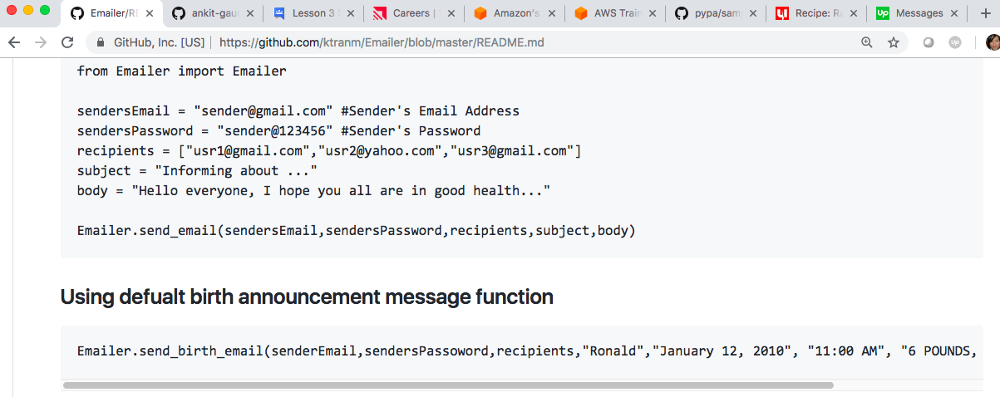 Emailer/RE
ankit-gau
Lesson 3 :
Careers |
Amazon's
AWS Train
pypa/sam
Recipe: R
Messages
GitHub, Inc. [US] https://github.com/ktranm/Emailer/blob/master/README.md
from Emailer import Emailer
sendersEmail = "sender@gmail.com" #Sender's Email Address
sendersPassword = "sender@123456" #Sender's Password
recipients = ["usr1@gmail.com","usr2@yahoo.com","usr3@gmail.com"]
subject = "Informing about ..."
body = "Hello everyone, I hope you all are in good health..."
Emailer.send_email(sendersEmail,sendersPassword,recipients,subject,body)
Using defualt birth announcement message function
Emailer.send_birth_email(senderEmail,sendersPassoword,recipients,"Ronald","January 12, 2010", "11:00 AM", "6 POUNDS,